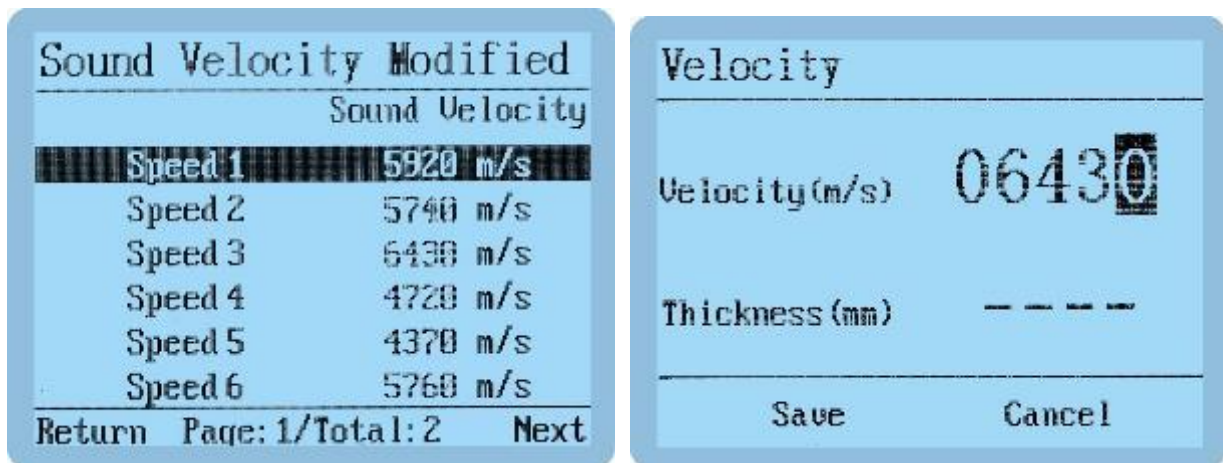 Sound Velocity Modified
Sound Velocity
Speed 1 5920 m/s
Speed 2 5740 m/s
Speed 3 6430 m/s
Speed 4 4720 m/s
Speed 5 4370 m/s
Speed 6 5760 m/s
Return Page: 1/Total: 2 Next
Velocity
Velocity(m/s) 06430
Thickness(mm) ----
Save Cancel